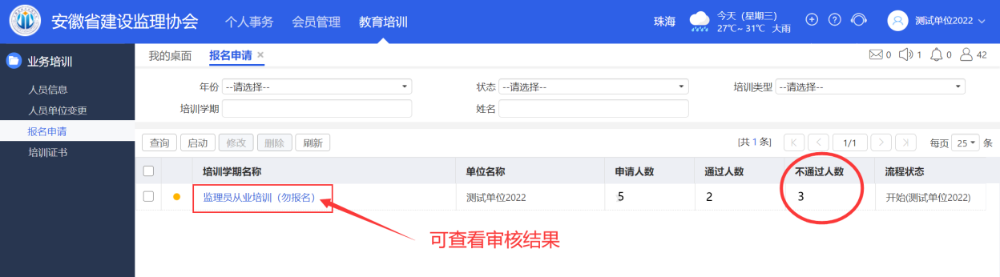 安徽省建设监理协会 个人事务 会员管理 教育培训 珠海 今天（星期三） 测试单位2022
27℃~ 31℃ 大雨
业务培训 我的桌面 报名申请 × 0 1 0 42
人员信息 年份 --请选择-- 状态 --请选择-- 培训类型 --请选择--
人员单位变更 培训学期 姓名
报名申请
培训证书 查询 启动 修改 删除 刷新 [共 1 条] 1/1 每页 25 条
培训学期名称 单位名称 申请人数 通过人数 不通过人数 流程状态
监理员从业培训（勿报名） 测试单位2022 5 2 3 开始(测试单位2022)
可查看审核结果